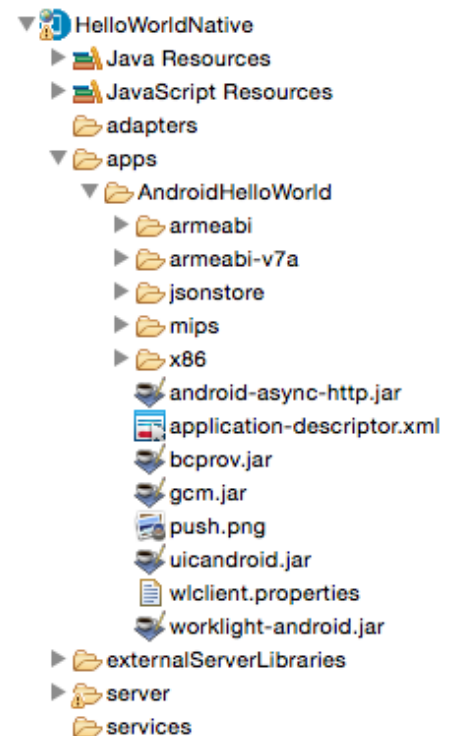 HelloWorldNative
Java Resources
JavaScript Resources
adapters
apps
AndroidHelloWorld
armeabi
armeabi-v7a
jsonstore
mips
x86
android-async-http.jar
application-descriptor.xml
bcprov.jar
gcm.jar
push.png
uicandroid.jar
wlclient.properties
worklight-android.jar
externalServerLibraries
server
services